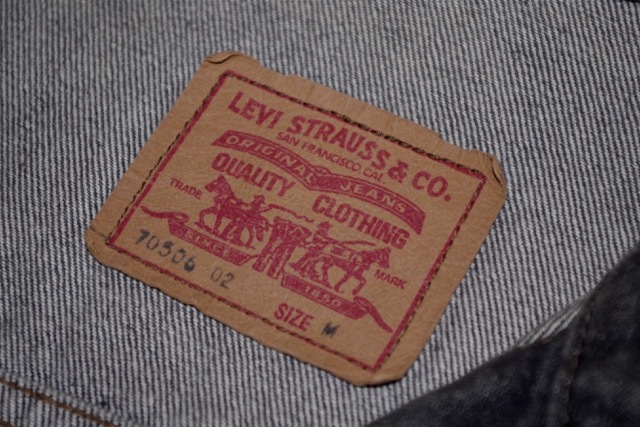 LEVI STRAUSS & CO.
SAN FRANCISCO CAL.
ORIGINAL JEANS
QUALITY CLOTHING
TRADE MARK
SINCE 1850
70506 02
SIZE M